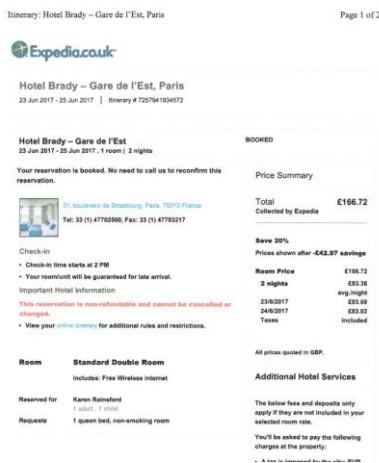 Itinerary: Hotel Brady – Gare de l'Est, Paris
Page 1 of 2
Expedia.co.uk
Hotel Brady – Gare de l'Est, Paris
23 Jun 2017 - 25 Jun 2017 | Itinerary # 7257941934572
Hotel Brady – Gare de l'Est
23 Jun 2017 - 25 Jun 2017 , 1 room | 2 nights
BOOKED
Your reservation is booked. No need to call us to reconfirm this
reservation.
31, boulevard de Strasbourg, Paris, 75010 France
Tel: 33 (1) 47702500, Fax: 33 (1) 47703217
Check-in
• Check-in time starts at 2 PM
• Your room/unit will be guaranteed for late arrival.
Important Hotel Information
This reservation is non-refundable and cannot be cancelled or
changed.
• View your online itinerary for additional rules and restrictions.
Room Standard Double Room
Includes: Free Wireless Internet
Reserved for Karen Rainsford
1 adult , 1 child
Requests 1 queen bed, non-smoking room
Price Summary
Total £166.72
Collected by Expedia
Save 20%
Prices shown after -£42.97 savings
Room Price £166.72
2 nights £83.36
avg./night
23/6/2017 £83.69
24/6/2017 £83.03
Taxes Included
All prices quoted in GBP.
Additional Hotel Services
The below fees and deposits only
apply if they are not included in your
selected room rate.
You'll be asked to pay the following
charges at the property:
• A tax is imposed by the city: EUR